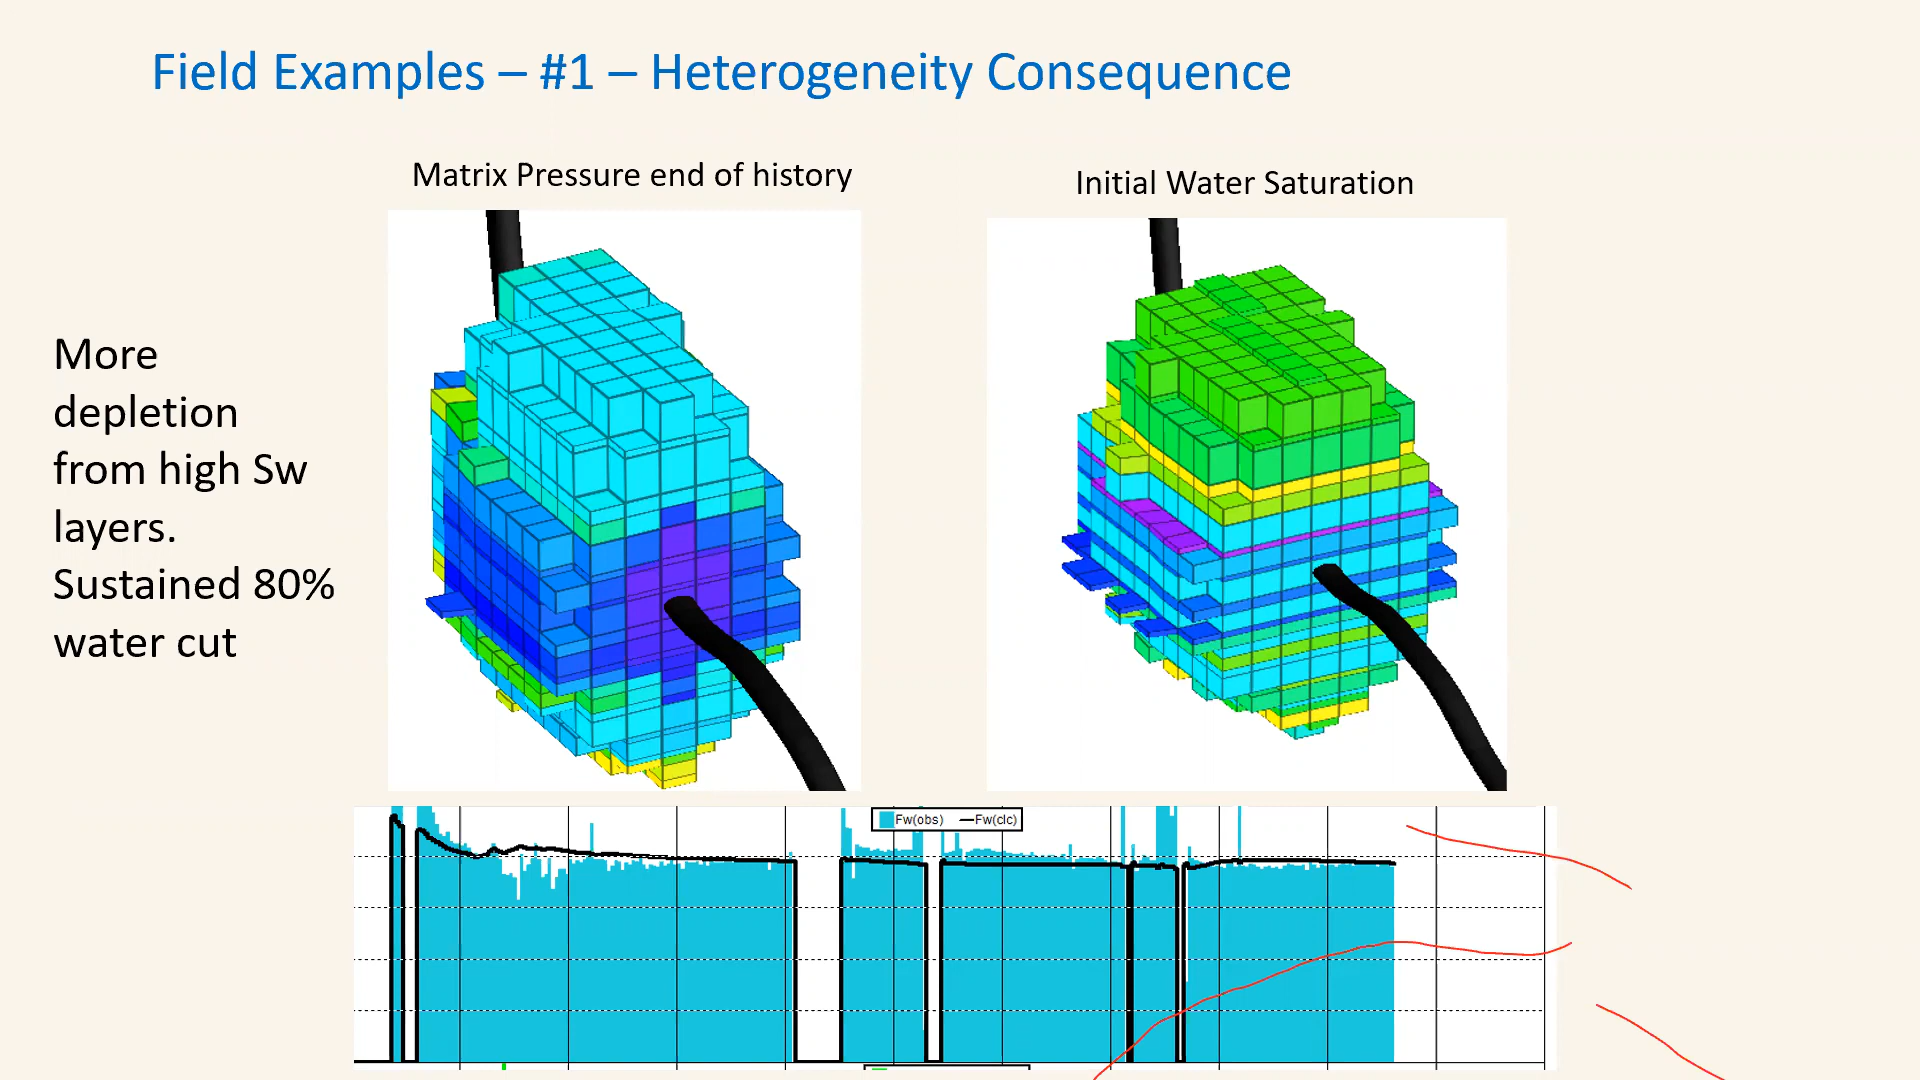 Field Examples – #1 – Heterogeneity Consequence
Matrix Pressure end of history
Initial Water Saturation
More
depletion
from high Sw
layers.
Sustained 80%
water cut
Fw(obs) Fw(clc)